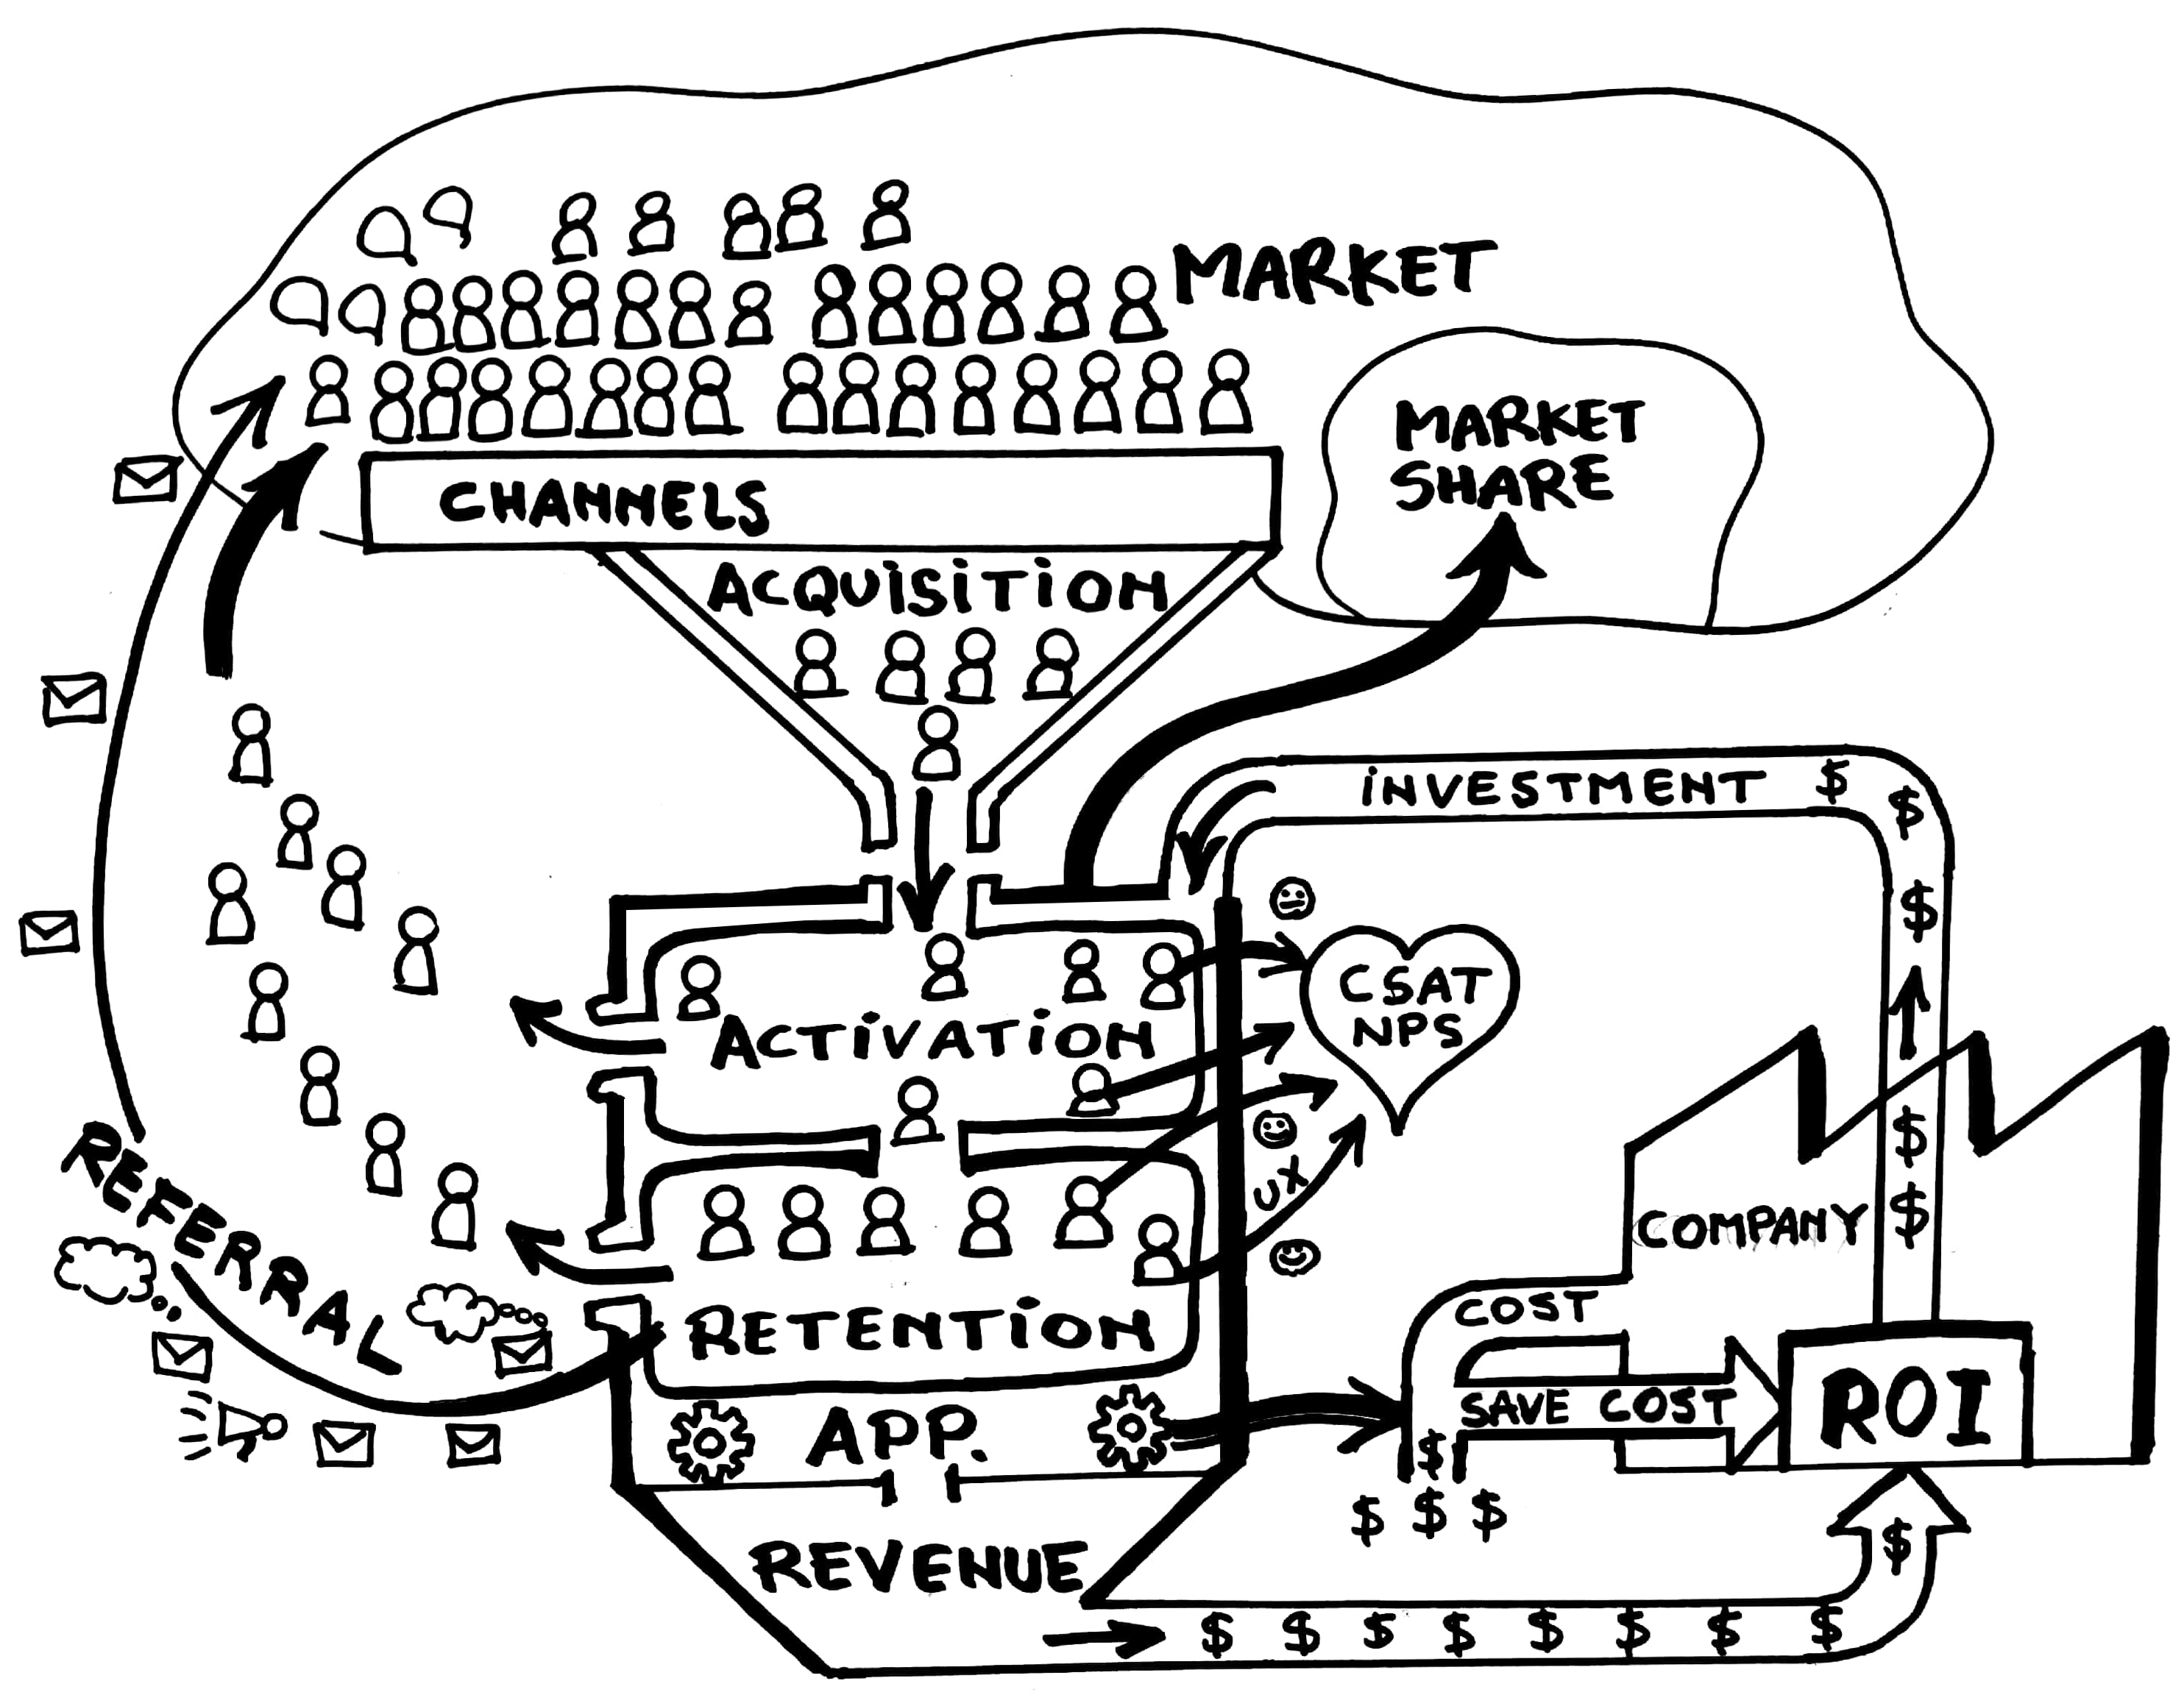 MARKET
MARKET
SHARE
CHANNELS
ACQUiSiTiON
iNVESTMENT $
$
$
CSAT
NPS
ACTiVATiON
$
$
UX
COMPANY
REFERRAL
COST
RETENTiON
SAVE COST
ROI
APP.
$
$ $ $
$
REVENUE
$ $ $ $ $ $ $ $